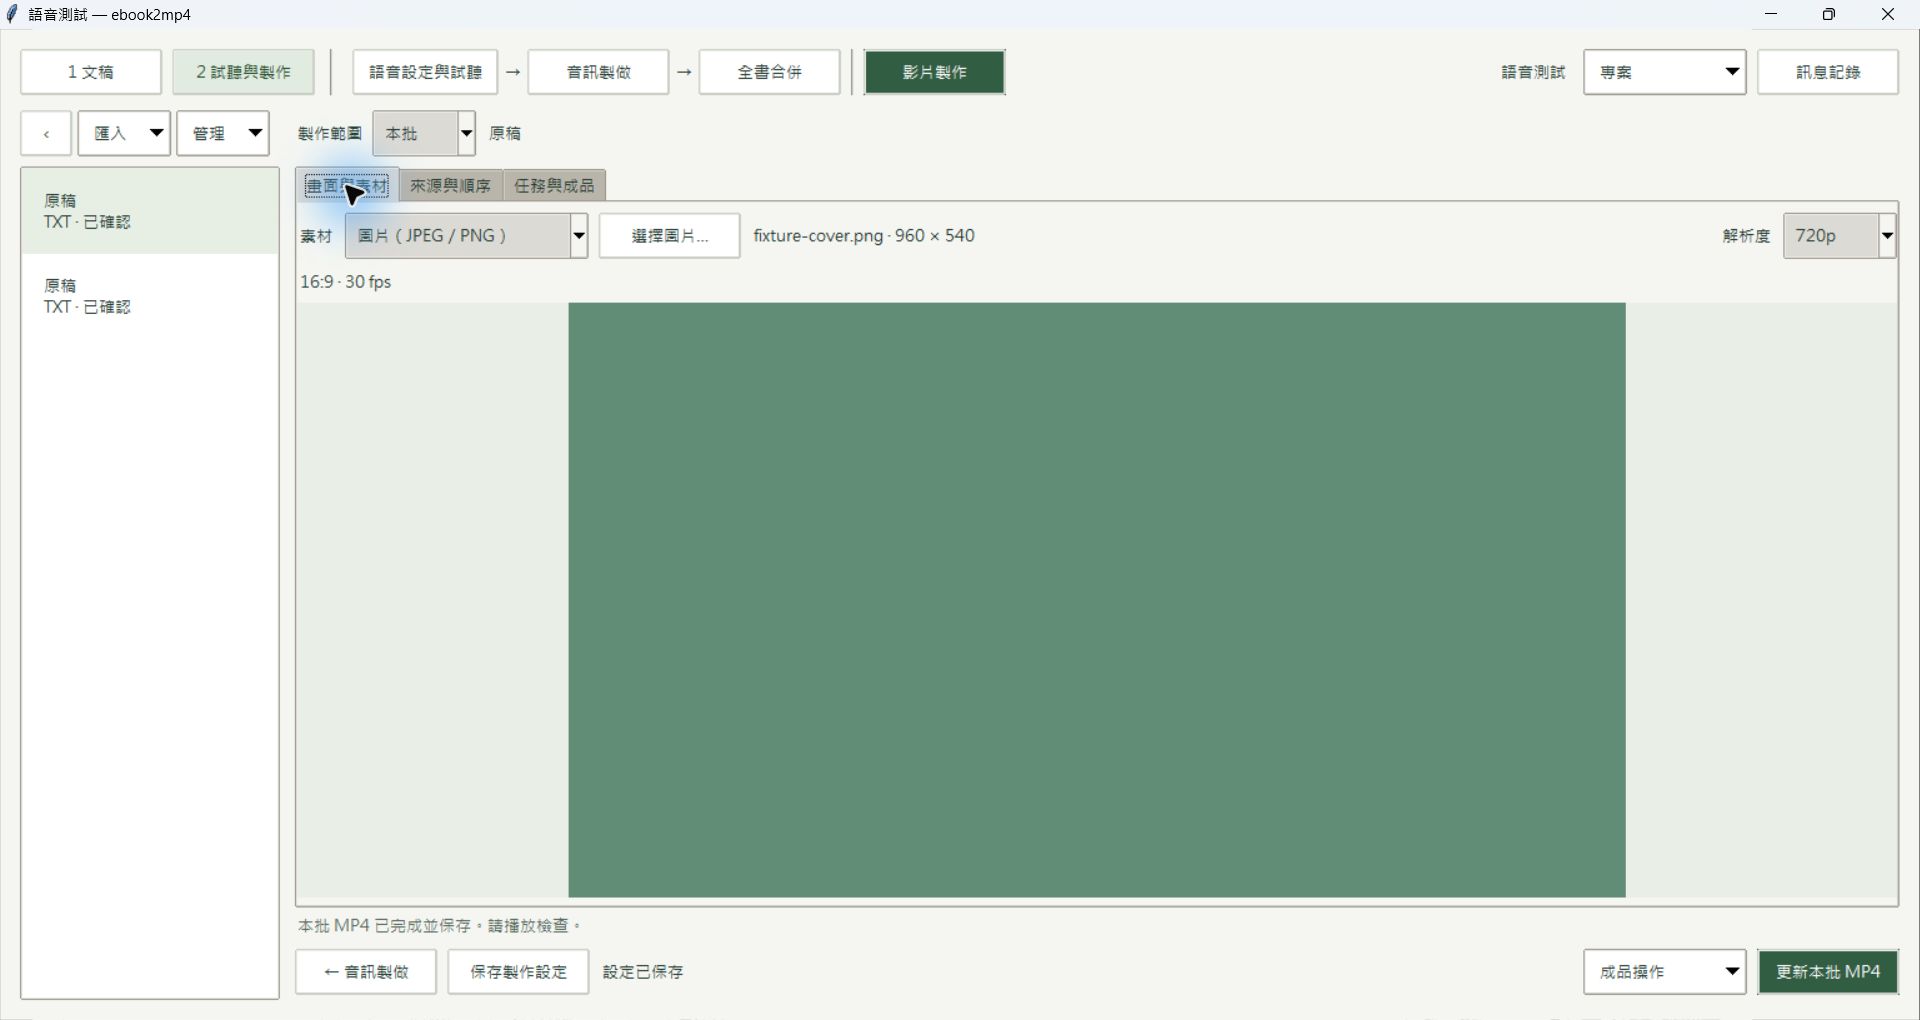 語音測試 — ebook2mp4
1 文稿
2 試聽與製作
語音設定與試聽
→
音訊製做
→
全書合併
影片製作
語音測試
專案
訊息記錄
‹
匯入
管理
製作範圍
本批
原稿
原稿
TXT · 已確認
原稿
TXT · 已確認
畫面與素材
來源與順序
任務與成品
素材
圖片（JPEG / PNG）
選擇圖片...
fixture-cover.png · 960 × 540
解析度
720p
16:9 · 30 fps
本批 MP4 已完成並保存。請播放檢查。
← 音訊製做
保存製作設定
設定已保存
成品操作
更新本批 MP4